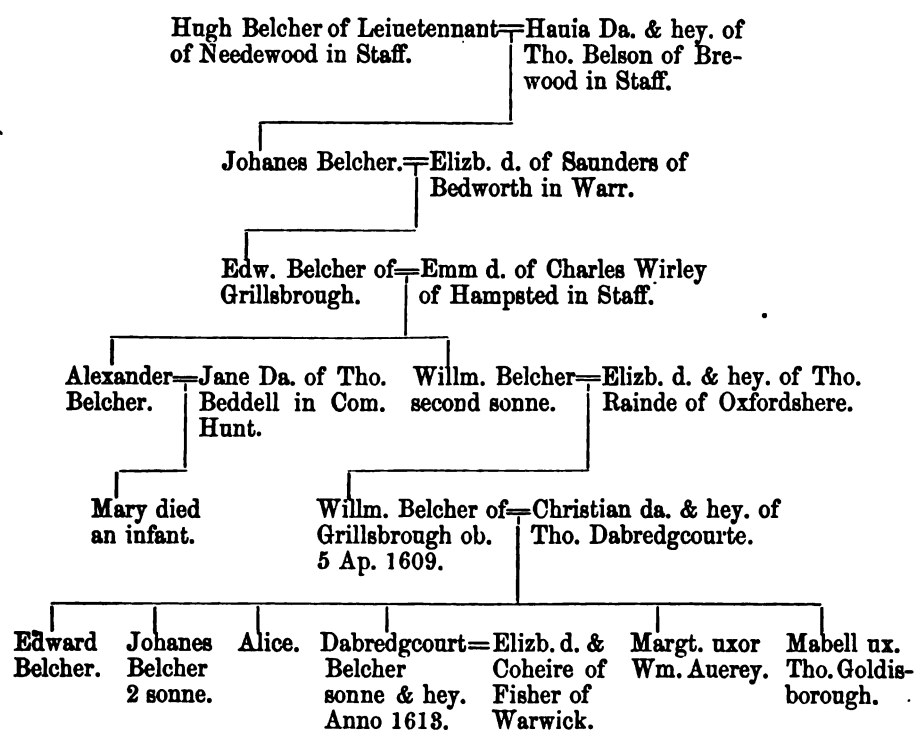 Hugh Belcher of Leiuetennant=Hauia Da. & hey. of
of Needewood in Staff. Tho. Belson of Bre-
wood in Staff.
Johanes Belcher.=Elizb. d. of Saunders of
Bedworth in Warr.
Edw. Belcher of=Emm d. of Charles Wirley
Grillsbrough. of Hampsted in Staff.
Alexander=Jane Da. of Tho. Willm. Belcher=Elizb. d. & hey. of Tho.
Belcher. Beddell in Com. second sonne. Rainde of Oxfordshere.
Hunt.
Mary died Willm. Belcher of=Christian da. & hey. of
an infant. Grillsbrough ob. Tho. Dabredgcourte.
5 Ap. 1609.
Edward Johanes Alice. Dabredgcourt=Elizb. d. & Margt. uxor Mabell ux.
Belcher. Belcher Belcher Coheire of Wm. Auerey. Tho. Goldis-
2 sonne. sonne & hey. Fisher of borough.
Anno 1613. Warwick.